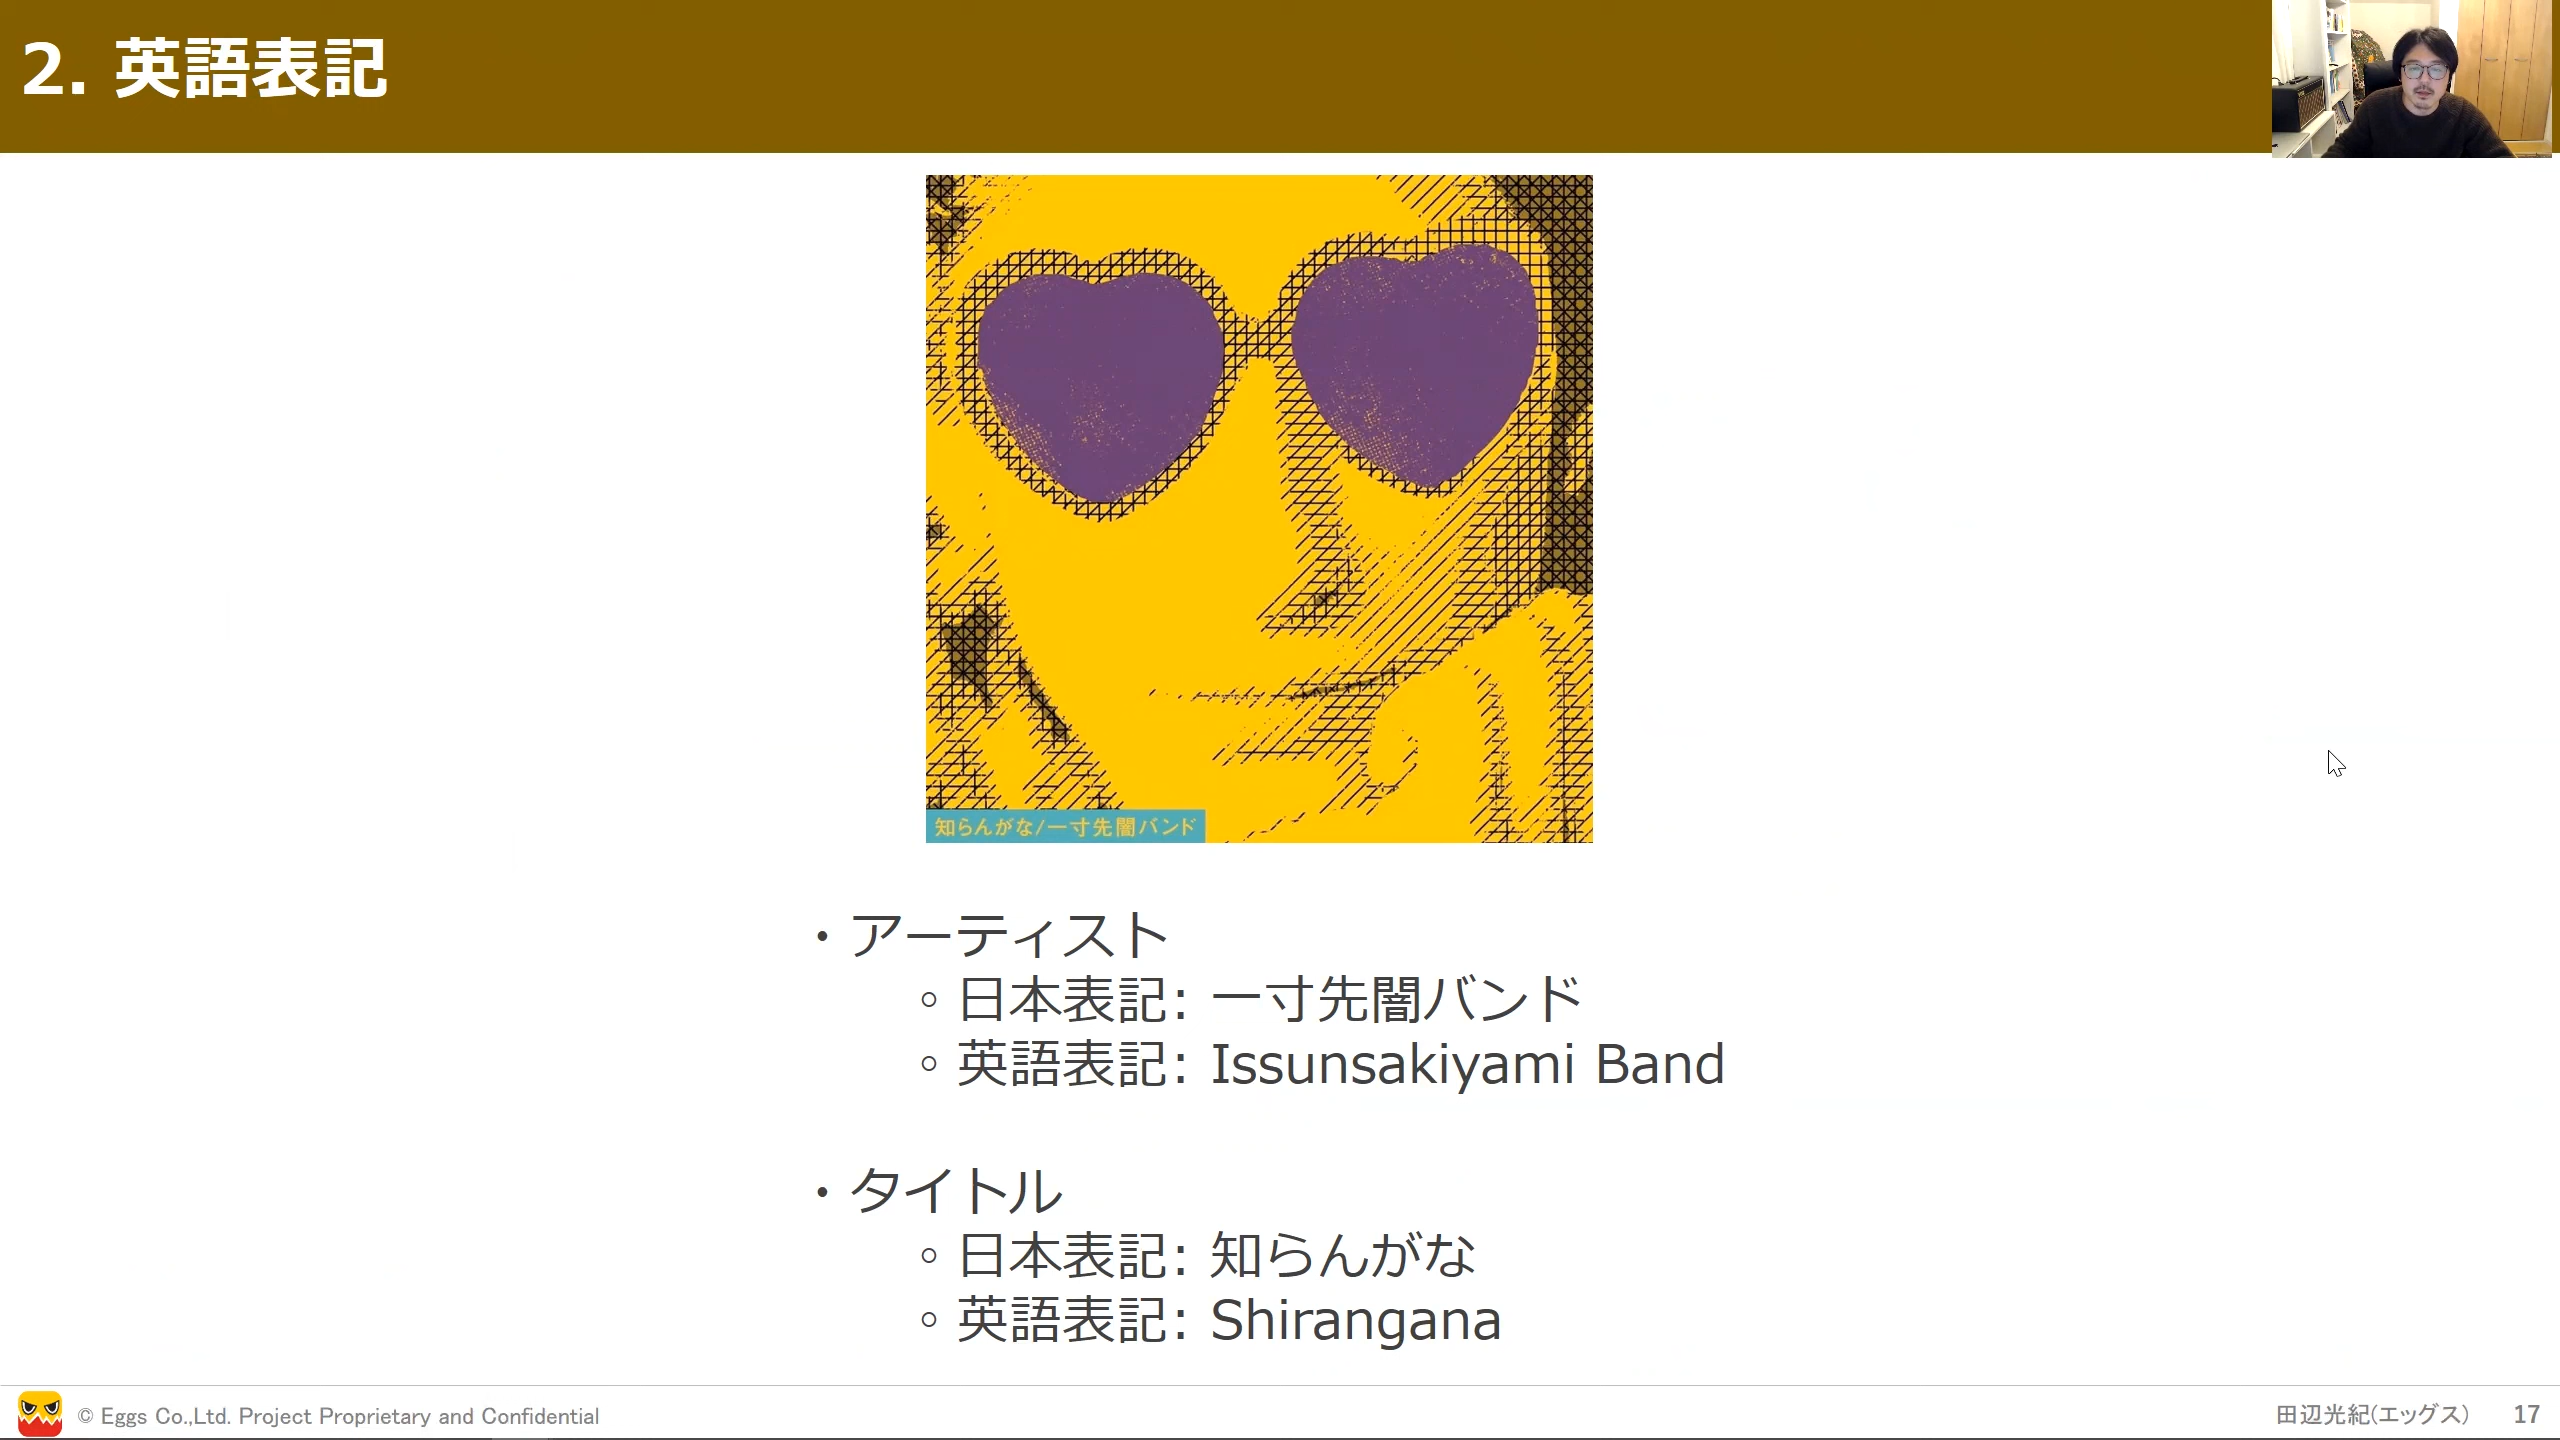 2. 英語表記
知らんがな/一寸先闇バンド
・アーティスト
○ 日本表記: 一寸先闇バンド
○ 英語表記: Issunsakiyami Band
・タイトル
○ 日本表記: 知らんがな
○ 英語表記: Shirangana
© Eggs Co.,Ltd. Project Proprietary and Confidential
田辺光紀(エッグス) 17